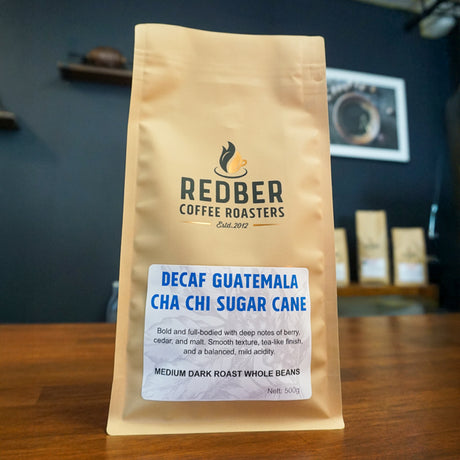 REDBER
COFFEE ROASTERS
Estd.2012
DECAF GUATEMALA
CHA CHI SUGAR CANE
Bold and full-bodied with deep notes of berry,
cedar, and malt. Smooth texture, tea-like finish,
and a balanced, mild acidity.
MEDIUM DARK ROAST WHOLE BEANS
Nett: 500g